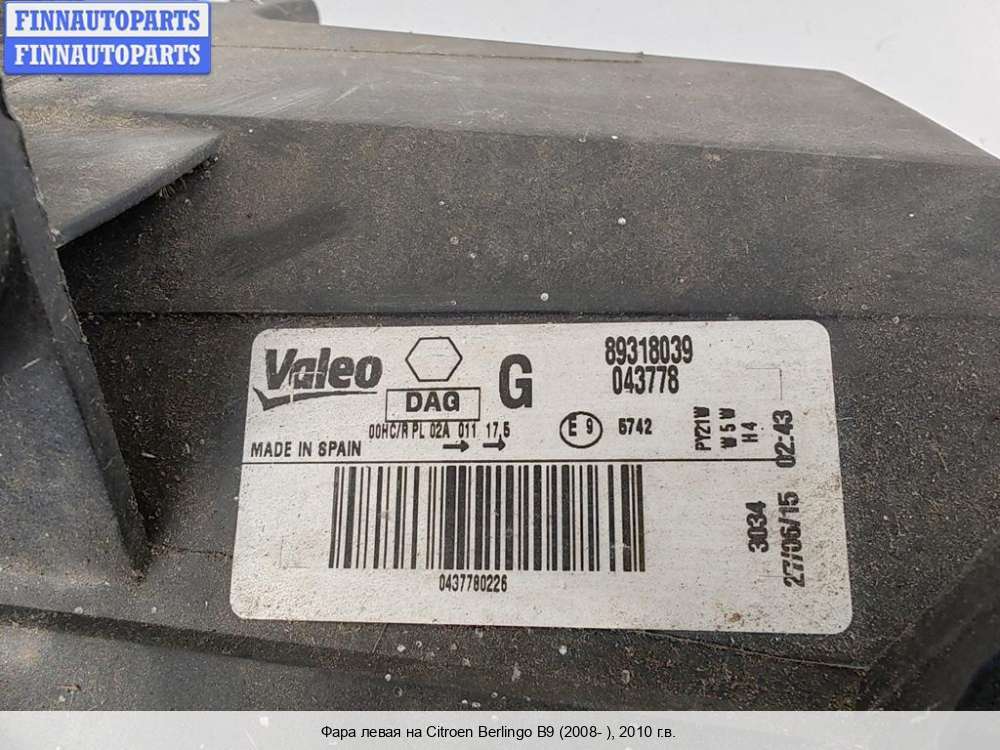 FINNAUTOPARTS
FINNAUTOPARTS
Valeo
DAG
G
89318039
043778
00HC/R PL 02A 011 17,5
E 9
5742
PY21W
W5W
H4
02:43
MADE IN SPAIN
3034
27/06/15
0437780226
Фара левая на Citroen Berlingo B9 (2008- ), 2010 г.в.